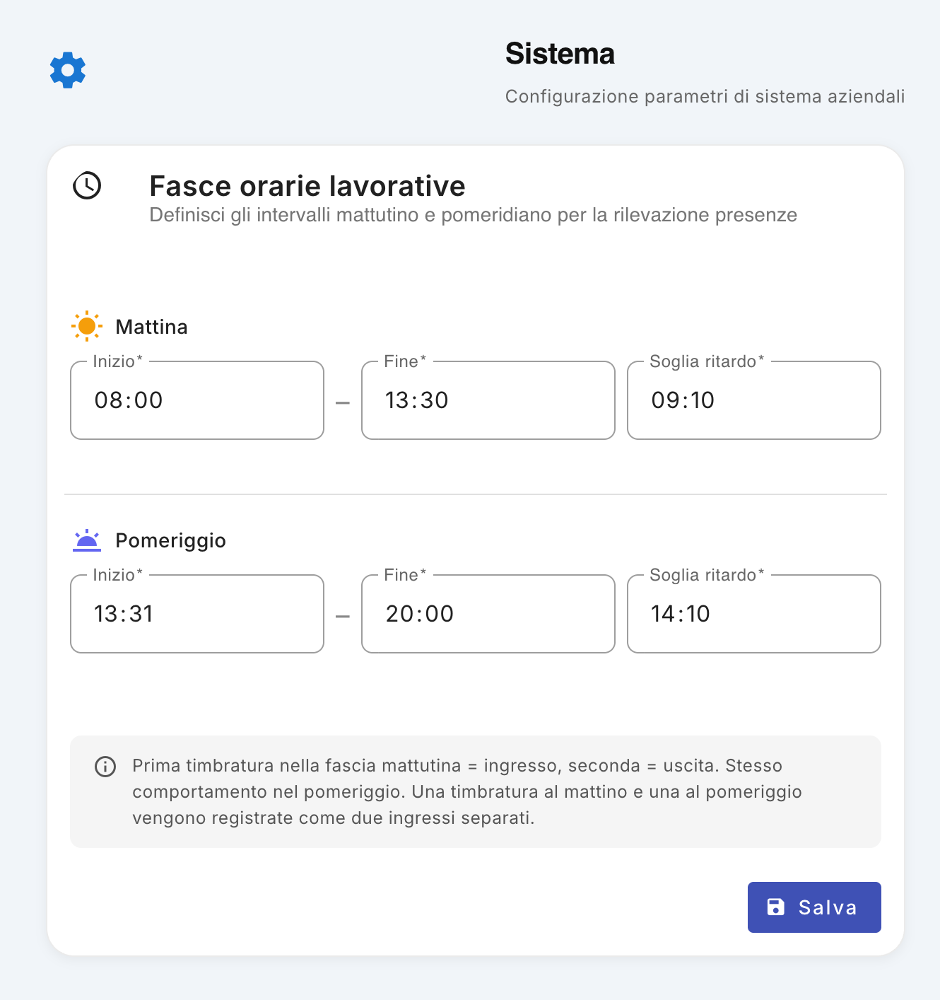 Sistema
Configurazione parametri di sistema aziendali
Fasce orarie lavorative
Definisci gli intervalli mattutino e pomeridiano per la rilevazione presenze
Mattina
Inizio* Fine* Soglia ritardo*
08:00 – 13:30 09:10
Pomeriggio
Inizio* Fine* Soglia ritardo*
13:31 – 20:00 14:10
Prima timbratura nella fascia mattutina = ingresso, seconda = uscita. Stesso
comportamento nel pomeriggio. Una timbratura al mattino e una al pomeriggio
vengono registrate come due ingressi separati.
Salva